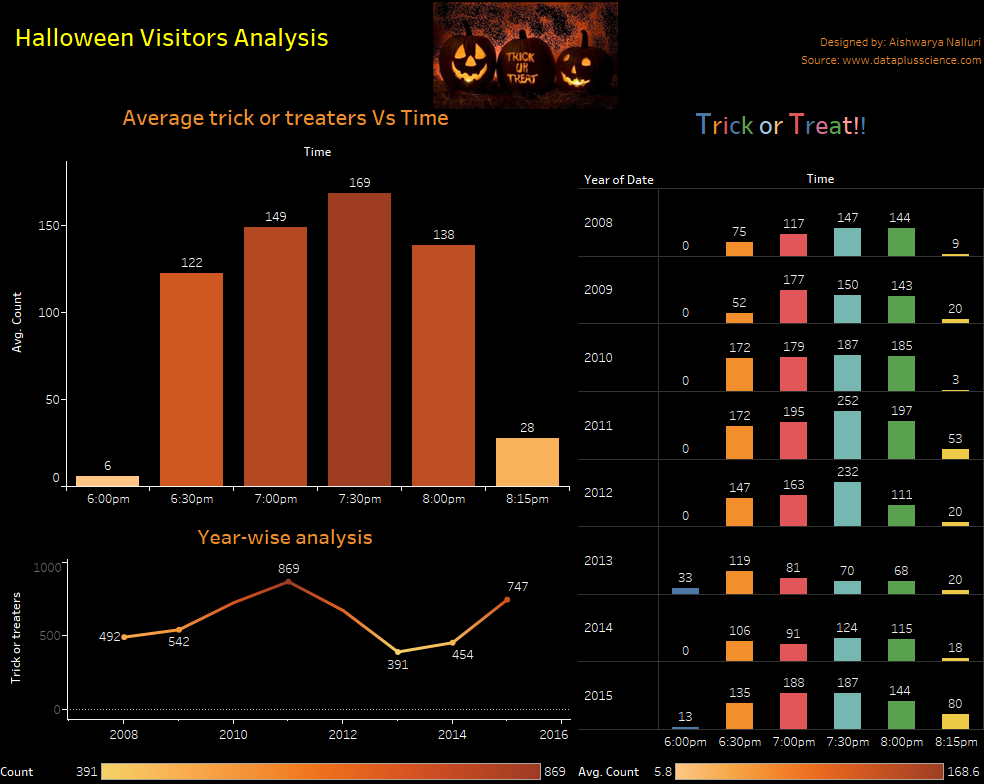 Halloween Visitors Analysis
TRICK
OR
TREAT
Designed by: Aishwarya Nalluri
Source: www.dataplusscience.com
Average trick or treaters Vs Time
Time
Avg. Count
150
100
50
0
6
122
149
169
138
28
6:00pm 6:30pm 7:00pm 7:30pm 8:00pm 8:15pm
Year-wise analysis
Trick or treaters
1000
500
0
492
542
869
391
454
747
2008 2010 2012 2014 2016
Count 391 869
Trick or Treat!!
Year of Date Time
2008 0 75 117 147 144 9
2009 0 52 177 150 143 20
2010 0 172 179 187 185 3
2011 0 172 195 252 197 53
2012 0 147 163 232 111 20
2013 33 119 81 70 68 20
2014 0 106 91 124 115 18
2015 13 135 188 187 144 80
6:00pm 6:30pm 7:00pm 7:30pm 8:00pm 8:15pm
Avg. Count 5.8 168.6